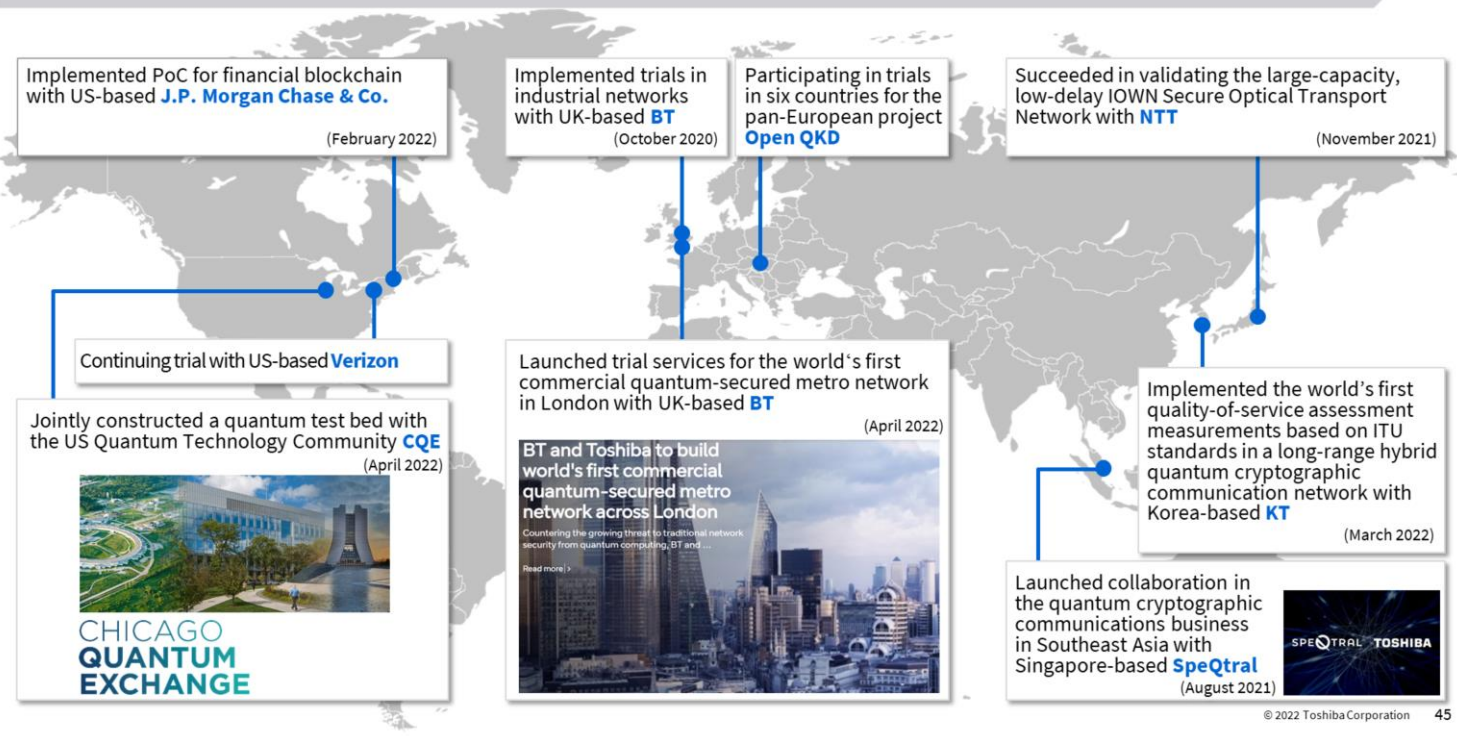 Implemented PoC for financial blockchain
with US-based J.P. Morgan Chase & Co.
(February 2022)
Implemented trials in
industrial networks
with UK-based BT
(October 2020)
Participating in trials
in six countries for the
pan-European project
Open QKD
Succeeded in validating the large-capacity,
low-delay IOWN Secure Optical Transport
Network with NTT
(November 2021)
Continuing trial with US-based Verizon
Jointly constructed a quantum test bed with
the US Quantum Technology Community CQE
(April 2022)
CHICAGO
QUANTUM
EXCHANGE
Launched trial services for the world‘s first
commercial quantum-secured metro network
in London with UK-based BT
(April 2022)
BT and Toshiba to build
world's first commercial
quantum-secured metro
network across London
Countering the growing threat to traditional network
security from quantum computing, BT and ...
Read more >
Implemented the world’s first
quality-of-service assessment
measurements based on ITU
standards in a long-range hybrid
quantum cryptographic
communication network with
Korea-based KT
(March 2022)
Launched collaboration in
the quantum cryptographic
communications business
in Southeast Asia with
Singapore-based SpeQtral
(August 2021)
SPEQTRAL TOSHIBA
© 2022 Toshiba Corporation 45